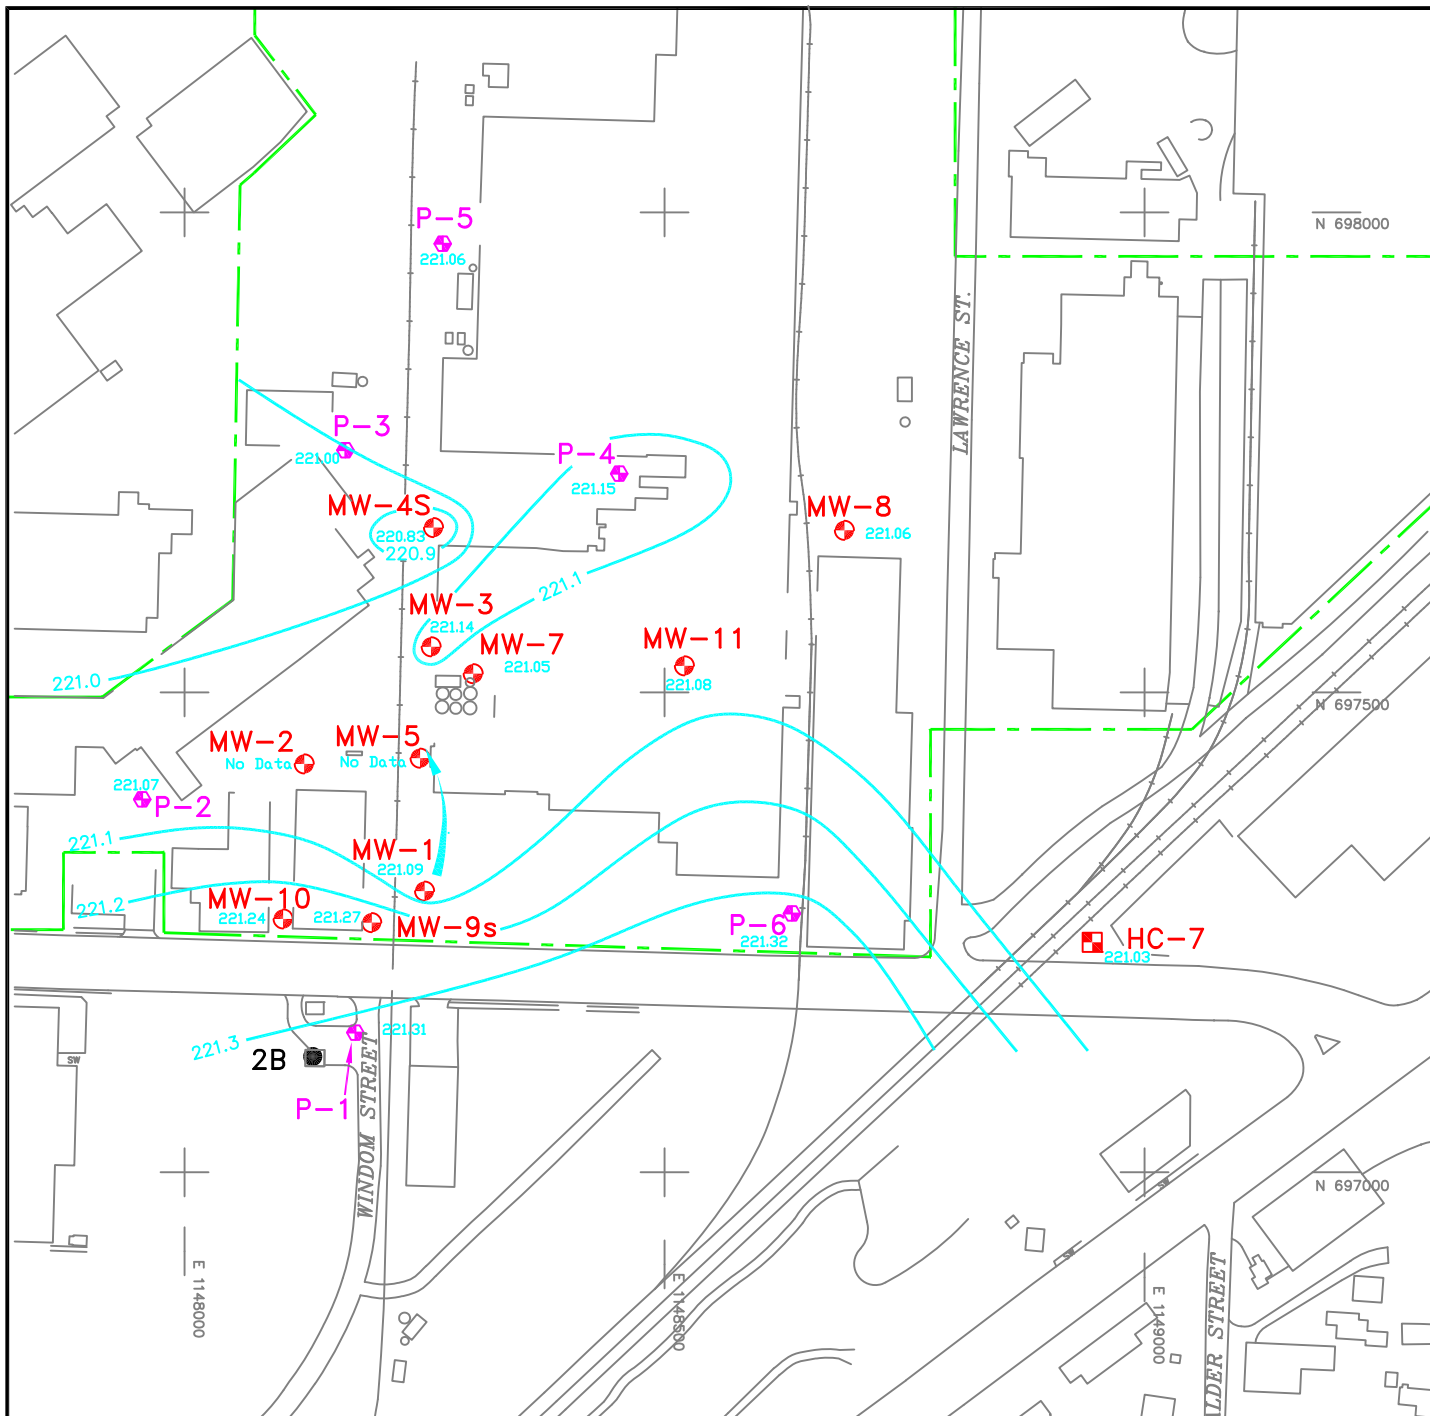 P-5
221.06
N 698000
LAWRENCE ST.
P-3
221.00
P-4
221.15
MW-4S
220.83
220.9
MW-8
221.06
221.1
MW-3
221.14
MW-7
221.05
MW-11
221.08
221.0
N 697500
MW-2
No Data
MW-5
No Data
221.07
P-2
221.1
MW-1
221.09
221.2
MW-10
221.24
221.27
MW-9s
P-6
221.32
HC-7
221.03
221.3
221.31
2B
SW
P-1
WINDOM STREET
N 697000
SW
SW
E 1148000
E 1148500
E 1149000
ALDER STREET